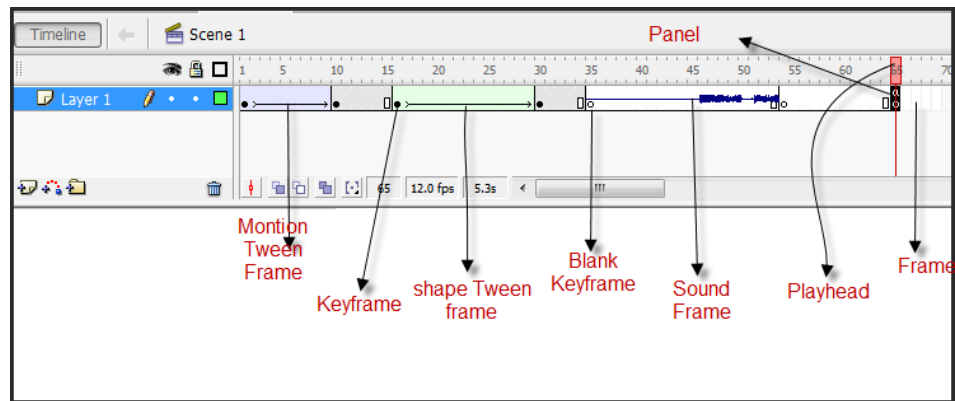 Timeline
Scene 1
Panel
1 5 10 15 20 25 30 35 40 45 50 55 60 65 70
Layer 1
65 12.0 fps 5.3s
Montion
Tween
Frame
Keyframe
shape Tween
frame
Blank
Keyframe
Sound
Frame
Playhead
Frame